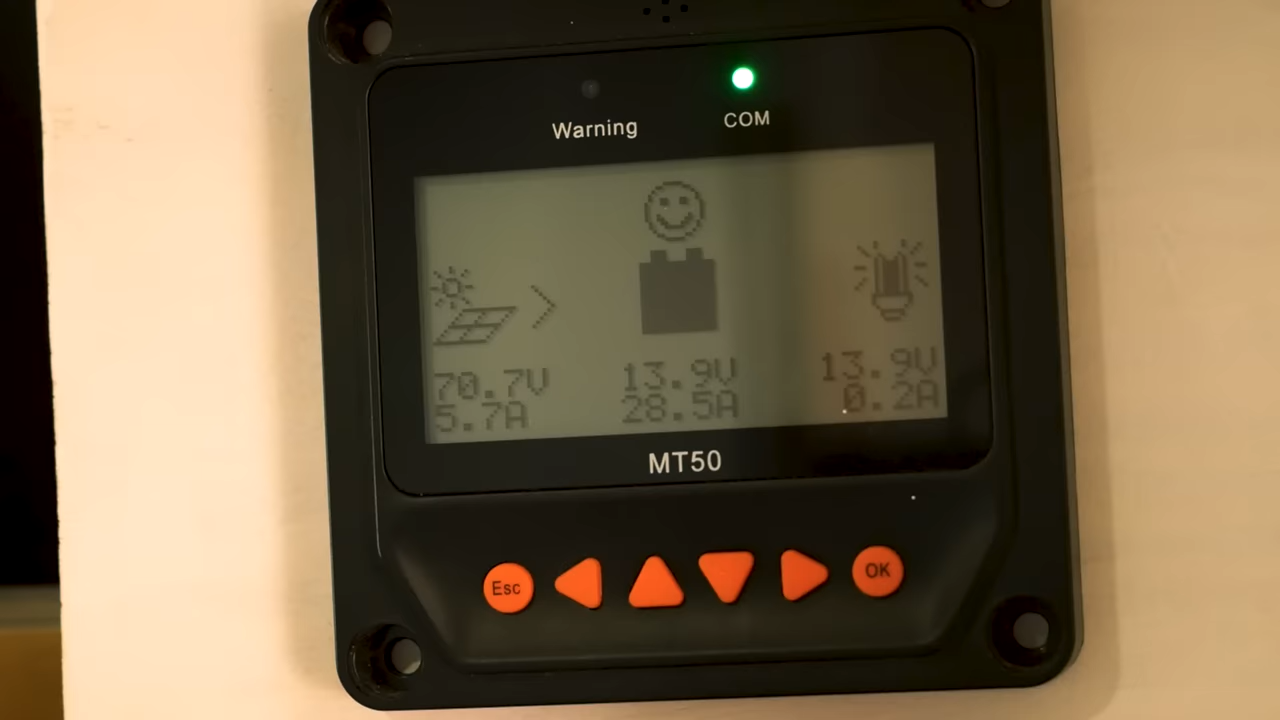 Warning COM
70.7V 13.9V 13.9V
5.7A 28.5A 0.2A
MT50
Esc OK